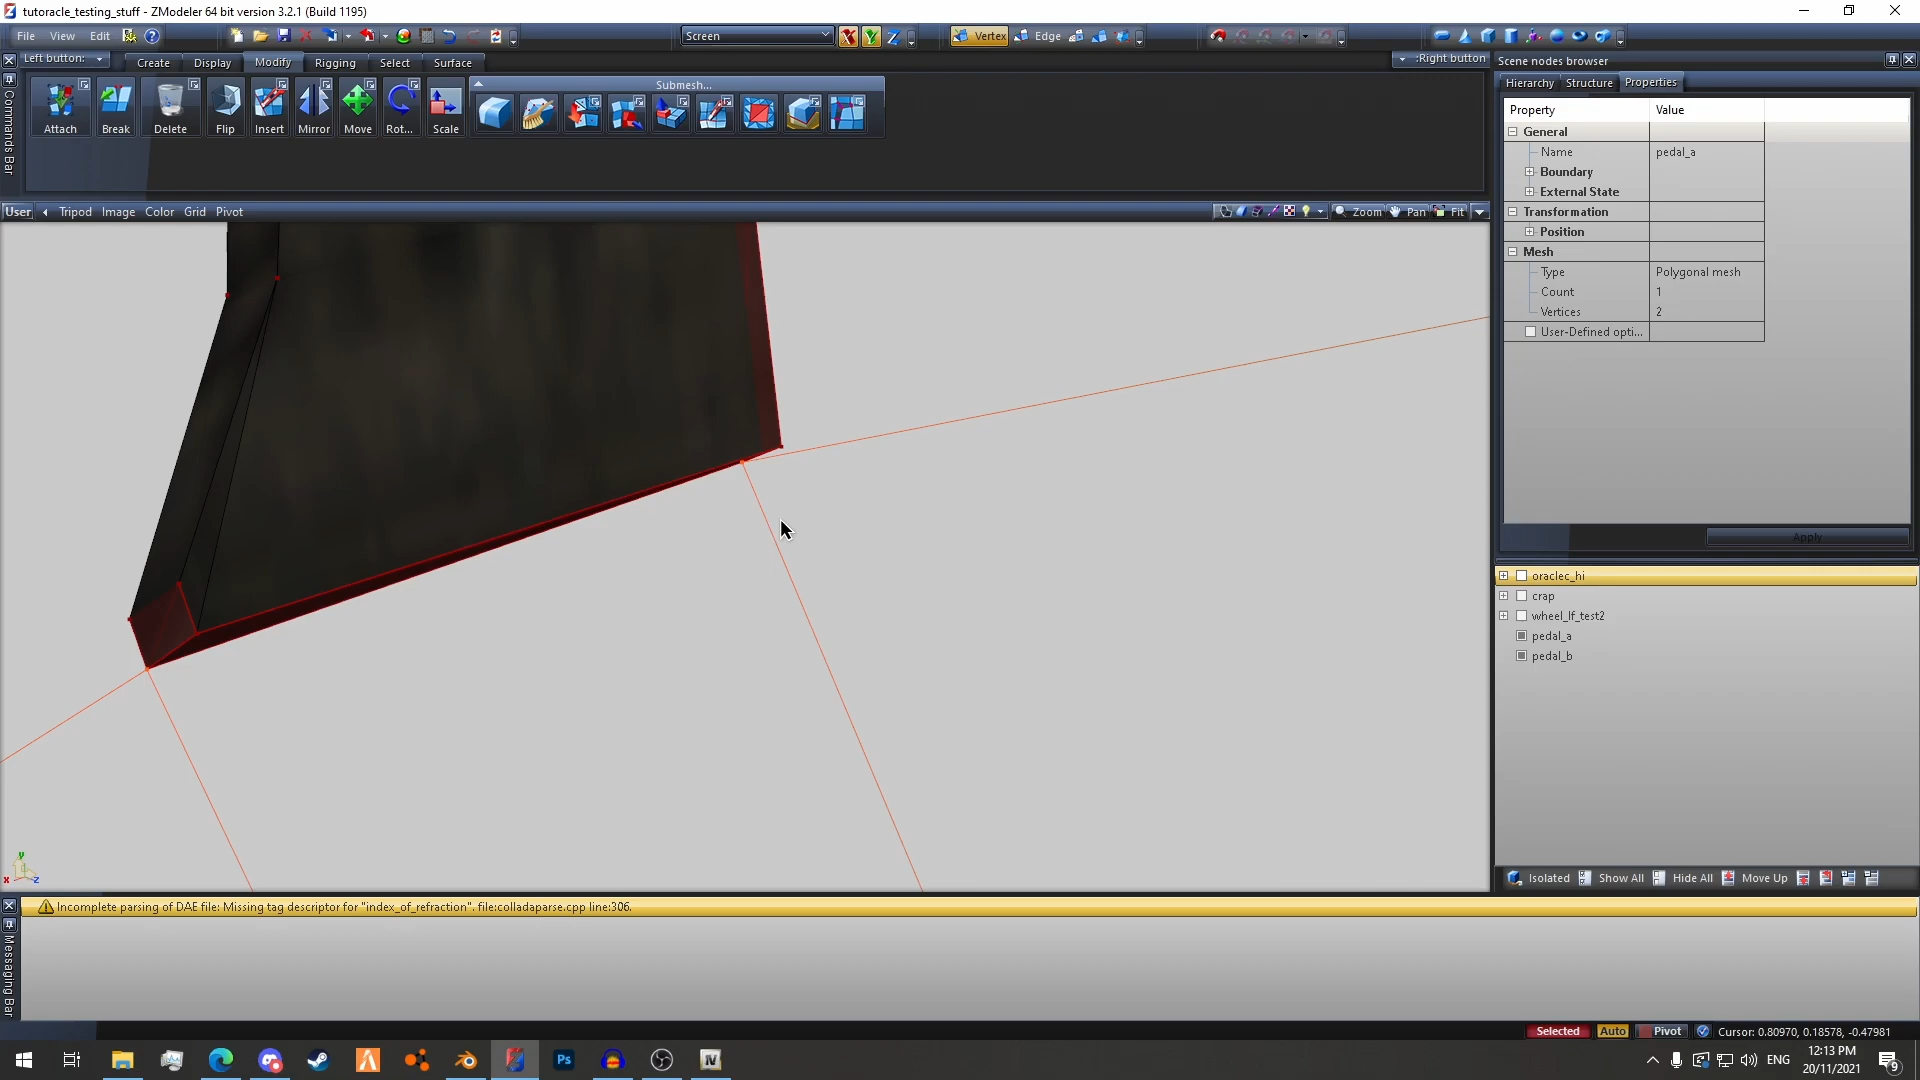 tutoracle_testing_stuff - ZModeler 64 bit version 3.2.1 (Build 1195)
File View Edit
Screen
X Y Z
Vertex Edge
Left button:
Create Display Modify Rigging Select Surface
:Right button
Commands Bar
Attach Break Delete Flip Insert Mirror Move Rot... Scale
Submesh...
User Tripod Image Color Grid Pivot
Zoom Pan Fit
Scene nodes browser
Hierarchy Structure Properties
Property Value
General
Name pedal_a
Boundary
External State
Transformation
Position
Mesh
Type Polygonal mesh
Count 1
Vertices 2
User-Defined opti...
Apply
oraclec_hi
crap
wheel_lf_test2
pedal_a
pedal_b
Isolated Show All Hide All Move Up
y
x z
Incomplete parsing of DAE file: Missing tag descriptor for "index_of_refraction". file:colladaparse.cpp line:306.
Messaging Bar
Selected Auto Pivot Cursor: 0.80970, 0.18578, -0.47981
Ps
IV
ENG
12:13 PM
20/11/2021
9